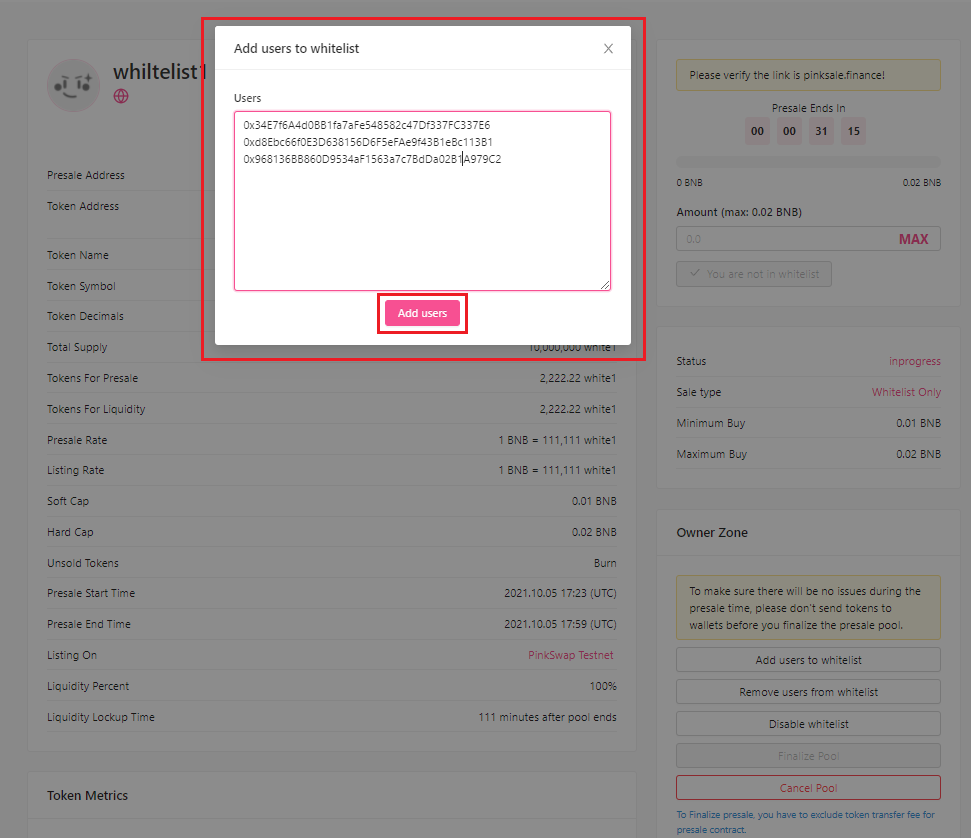 whiltelist1
Presale Address
Token Address
Token Name
Token Symbol
Token Decimals
Total Supply 10,000,000 white1
Tokens For Presale 2,222.22 white1
Tokens For Liquidity 2,222.22 white1
Presale Rate 1 BNB = 111,111 white1
Listing Rate 1 BNB = 111,111 white1
Soft Cap 0.01 BNB
Hard Cap 0.02 BNB
Unsold Tokens Burn
Presale Start Time 2021.10.05 17:23 (UTC)
Presale End Time 2021.10.05 17:59 (UTC)
Listing On PinkSwap Testnet
Liquidity Percent 100%
Liquidity Lockup Time 111 minutes after pool ends
Token Metrics
Add users to whitelist
Users
0x34E7f6A4d0BB1fa7aFe548582c47Df337FC337E6
0xd8Ebc66f0E3D638156D6F5eFAe9f43B1eBc113B1
0x968136BB860D9534aF1563a7c7BdDa02B1A979C2
Add users
Please verify the link is pinksale.finance!
Presale Ends In
00 00 31 15
0 BNB 0.02 BNB
Amount (max: 0.02 BNB)
0.0 MAX
You are not in whitelist
Status inprogress
Sale type Whitelist Only
Minimum Buy 0.01 BNB
Maximum Buy 0.02 BNB
Owner Zone
To make sure there will be no issues during the
presale time, please don't send tokens to
wallets before you finalize the presale pool.
Add users to whitelist
Remove users from whitelist
Disable whitelist
Finalize Pool
Cancel Pool
To Finalize presale, you have to exclude token transfer fee for
presale contract.